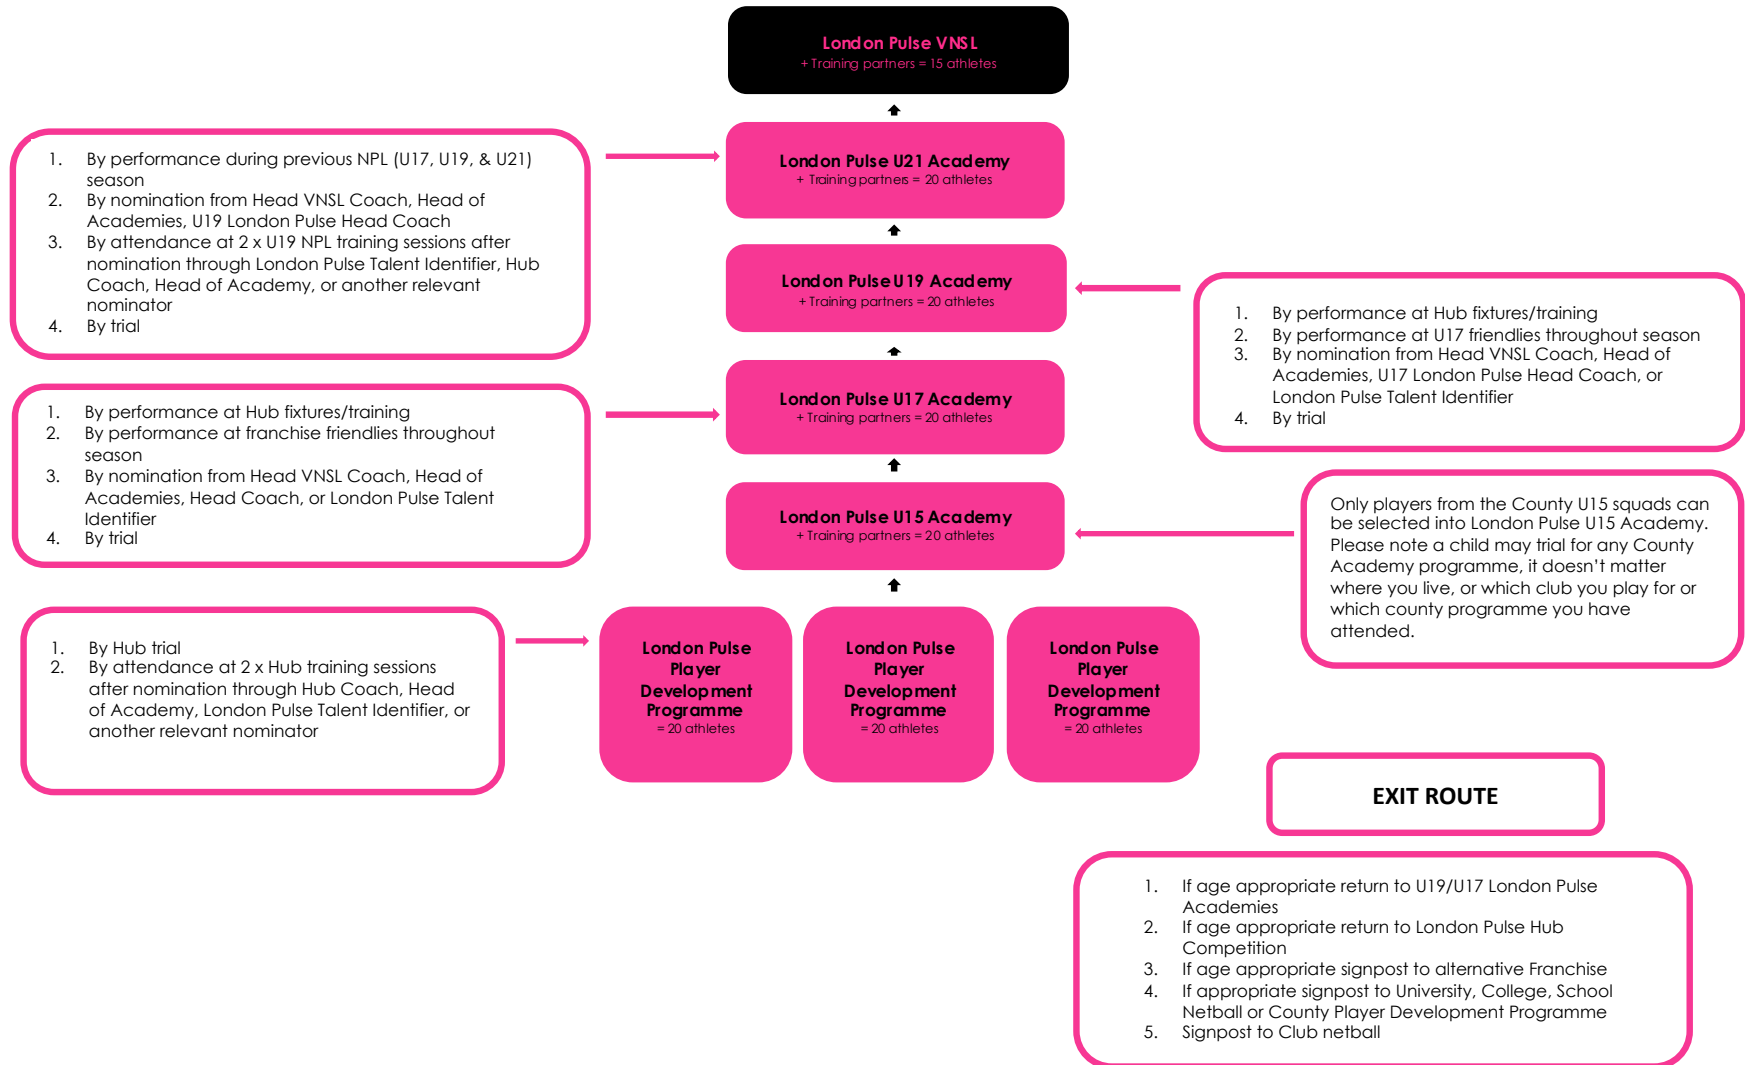 London Pulse VNSL
+ Training partners = 15 athletes
1. By performance during previous NPL (U17, U19, & U21)
season
2. By nomination from Head VNSL Coach, Head of
Academies, U19 London Pulse Head Coach
3. By attendance at 2 x U19 NPL training sessions after
nomination through London Pulse Talent Identifier, Hub
Coach, Head of Academy, or another relevant
nominator
4. By trial
London Pulse U21 Academy
+ Training partners = 20 athletes
London Pulse U19 Academy
+ Training partners = 20 athletes
1. By performance at Hub fixtures/training
2. By performance at U17 friendlies throughout season
3. By nomination from Head VNSL Coach, Head of
Academies, U17 London Pulse Head Coach, or
London Pulse Talent Identifier
4. By trial
1. By performance at Hub fixtures/training
2. By performance at franchise friendlies throughout
season
3. By nomination from Head VNSL Coach, Head of
Academies, Head Coach, or London Pulse Talent
Identifier
4. By trial
London Pulse U17 Academy
+ Training partners = 20 athletes
London Pulse U15 Academy
+ Training partners = 20 athletes
Only players from the County U15 squads can
be selected into London Pulse U15 Academy.
Please note a child may trial for any County
Academy programme, it doesn't matter
where you live, or which club you play for or
which county programme you have
attended.
1. By Hub trial
2. By attendance at 2 x Hub training sessions
after nomination through Hub Coach, Head
of Academy, London Pulse Talent Identifier, or
another relevant nominator
London Pulse
Player
Development
Programme
= 20 athletes
London Pulse
Player
Development
Programme
= 20 athletes
London Pulse
Player
Development
Programme
= 20 athletes
EXIT ROUTE
1. If age appropriate return to U19/U17 London Pulse
Academies
2. If age appropriate return to London Pulse Hub
Competition
3. If age appropriate signpost to alternative Franchise
4. If appropriate signpost to University, College, School
Netball or County Player Development Programme
5. Signpost to Club netball